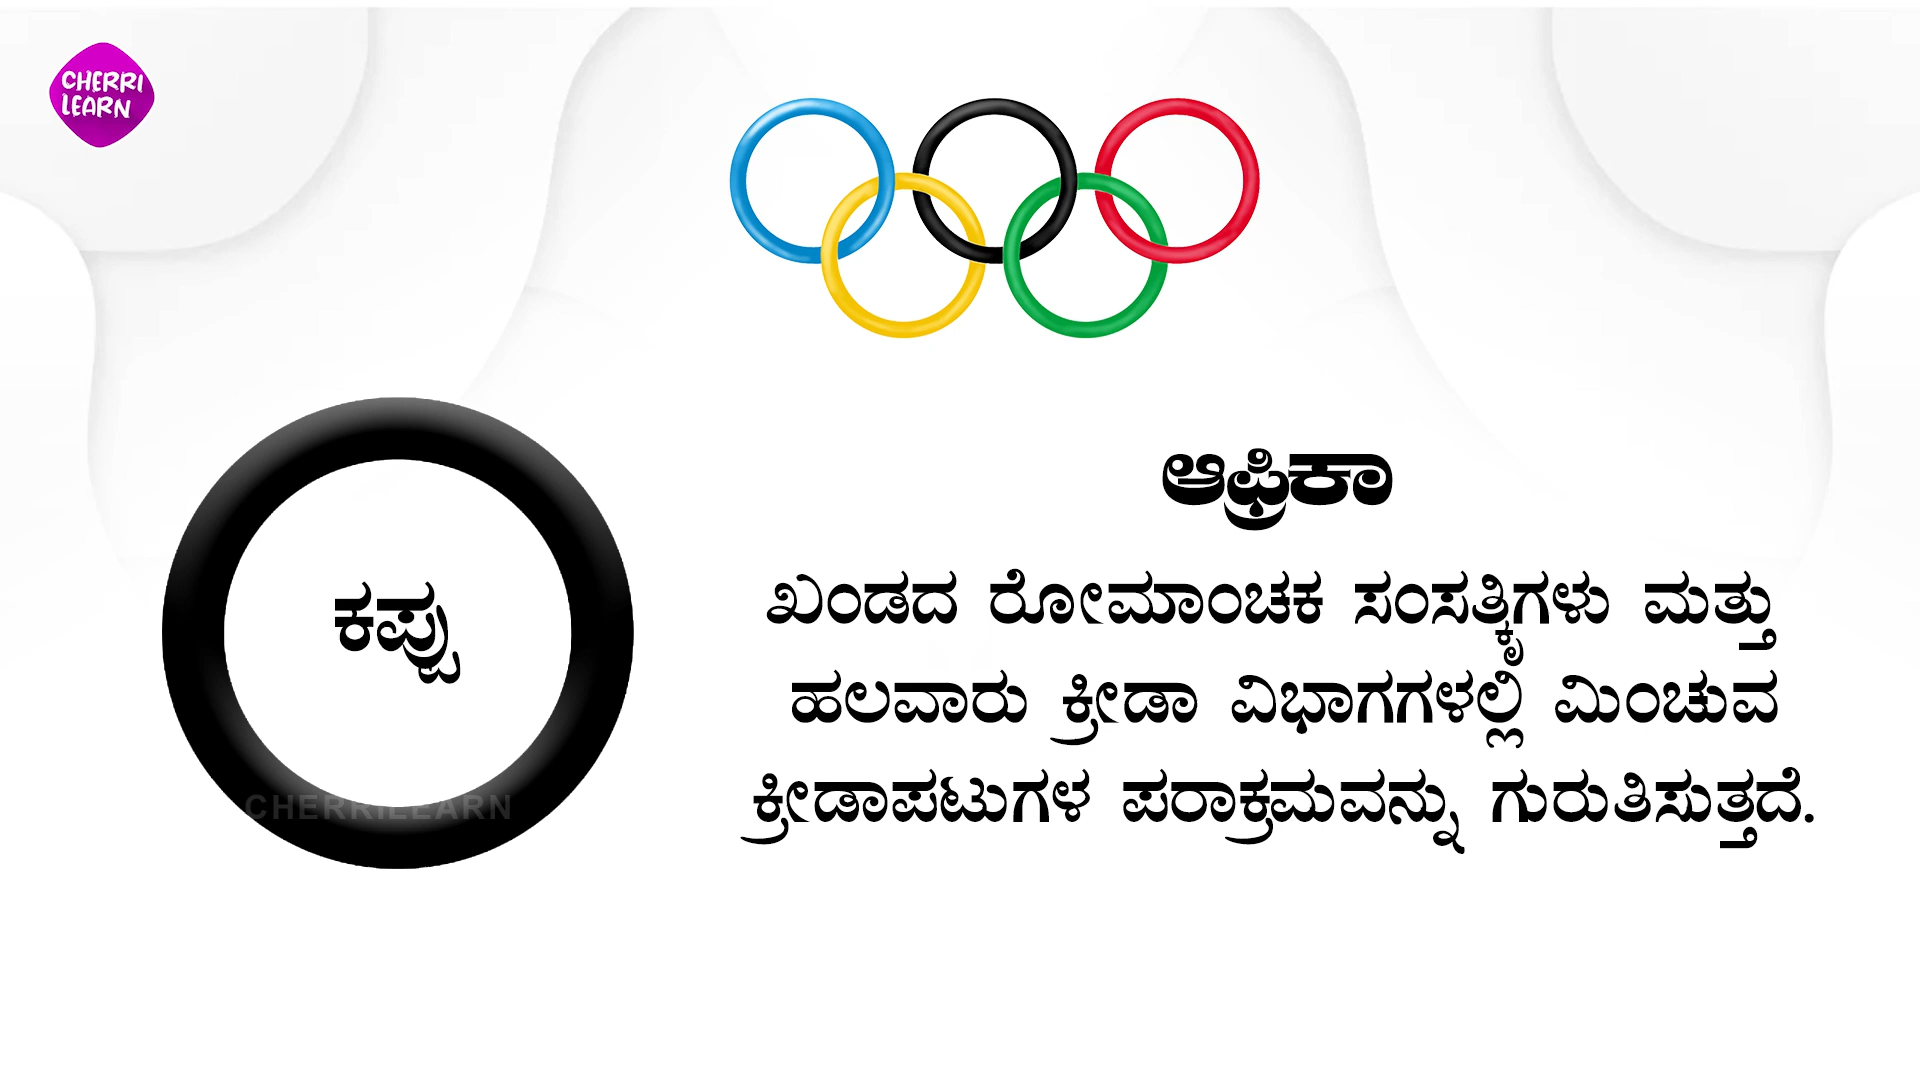 CHERRI
LEARN
ಆಫ್ರಿಕಾ
ಕಪ್ಪು
ಖಂಡದ ರೋಮಾಂಚಕ ಸಂಸತ್ಕೃಿಗಳು ಮತ್ತು
ಹಲವಾರು ಕ್ರೀಡಾ ವಿಭಾಗಗಳಲ್ಲಿ ಮಿಂಚುವ
ಕ್ರೀಡಾಪಟುಗಳ ಪರಾಕ್ರಮವನ್ನು ಗುರುತಿಸುತ್ತದೆ.
CHERRILEARN